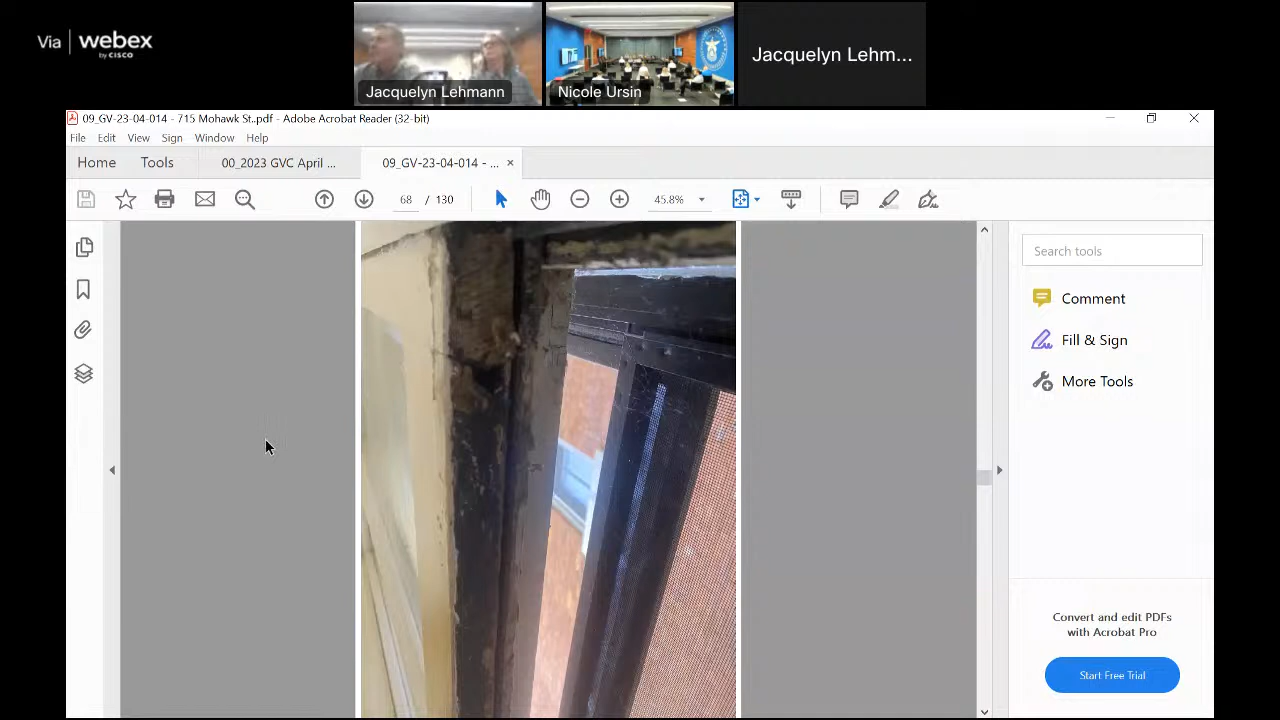 Via | webex
by CISCO
Jacquelyn Lehmann
Nicole Ursin
Jacquelyn Lehm...
09_GV-23-04-014 - 715 Mohawk St..pdf - Adobe Acrobat Reader (32-bit)
File Edit View Sign Window Help
Home Tools 00_2023 GVC April ... 09_GV-23-04-014 - ... ×
68 / 130 45.8%
Search tools
Comment
Fill & Sign
More Tools
Convert and edit PDFs
with Acrobat Pro
Start Free Trial